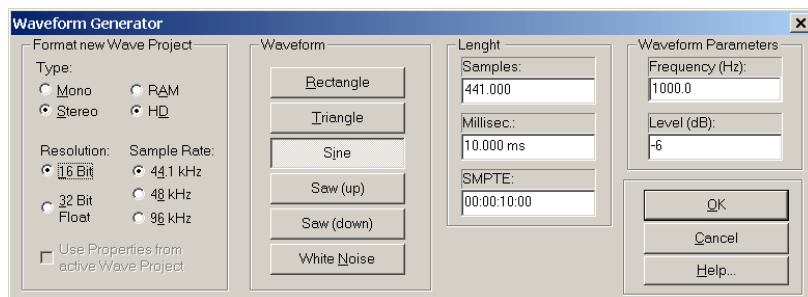 Waveform Generator
Format new Wave Project
Type:
Mono
RAM
Stereo
HD
Resolution:
Sample Rate:
16 Bit
44.1 kHz
32 Bit
Float
48 kHz
96 kHz
Use Properties from
active Wave Project
Waveform
Rectangle
Triangle
Sine
Saw (up)
Saw (down)
White Noise
Lenght
Samples:
441.000
Millisec.:
10.000 ms
SMPTE:
00:00:10:00
Waveform Parameters
Frequency (Hz):
1000.0
Level (dB):
-6
OK
Cancel
Help...